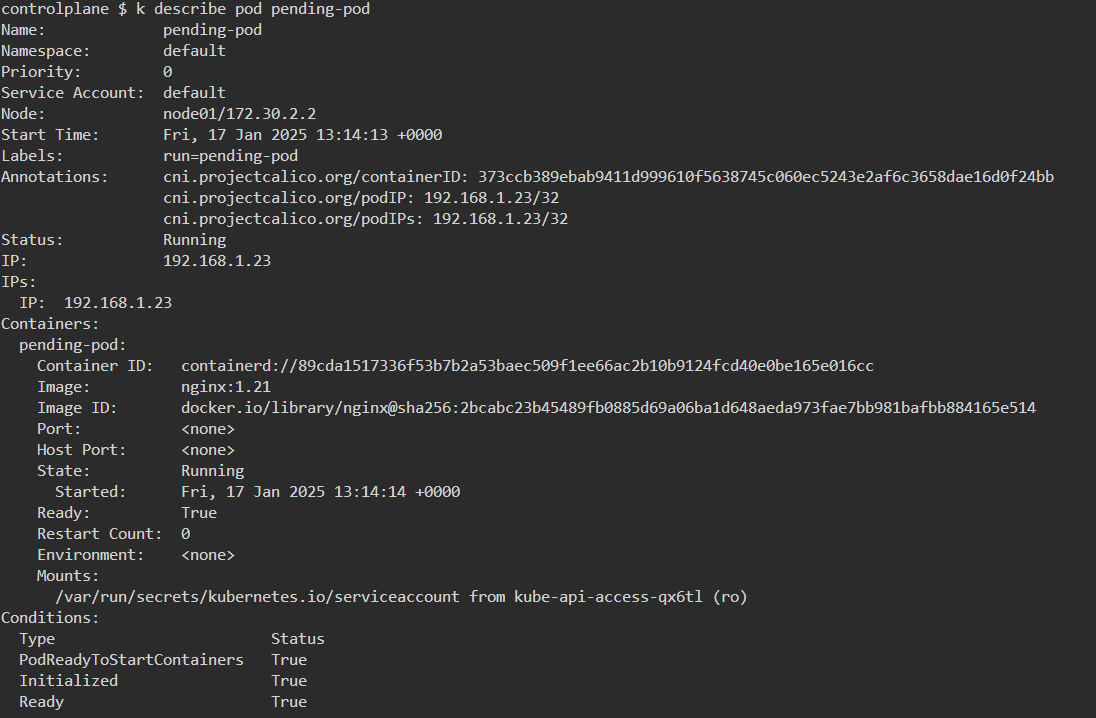 controlplane $ k describe pod pending-pod
Name:             pending-pod
Namespace:        default
Priority:         0
Service Account:  default
Node:             node01/172.30.2.2
Start Time:       Fri, 17 Jan 2025 13:14:13 +0000
Labels:           run=pending-pod
Annotations:      cni.projectcalico.org/containerID: 373ccb389ebab9411d999610f5638745c060ec5243e2af6c3658dae16d0f24bb
                  cni.projectcalico.org/podIP: 192.168.1.23/32
                  cni.projectcalico.org/podIPs: 192.168.1.23/32
Status:           Running
IP:               192.168.1.23
IPs:
  IP:  192.168.1.23
Containers:
  pending-pod:
    Container ID:   containerd://89cda1517336f53b7b2a53baec509f1ee66ac2b10b9124fcd40e0be165e016cc
    Image:          nginx:1.21
    Image ID:       docker.io/library/nginx@sha256:2bcabc23b45489fb0885d69a06ba1d648aeda973fae7bb981bafbb884165e514
    Port:           <none>
    Host Port:      <none>
    State:          Running
      Started:      Fri, 17 Jan 2025 13:14:14 +0000
    Ready:          True
    Restart Count:  0
    Environment:    <none>
    Mounts:
      /var/run/secrets/kubernetes.io/serviceaccount from kube-api-access-qx6tl (ro)
Conditions:
  Type                        Status
  PodReadyToStartContainers   True
  Initialized                 True
  Ready                       True